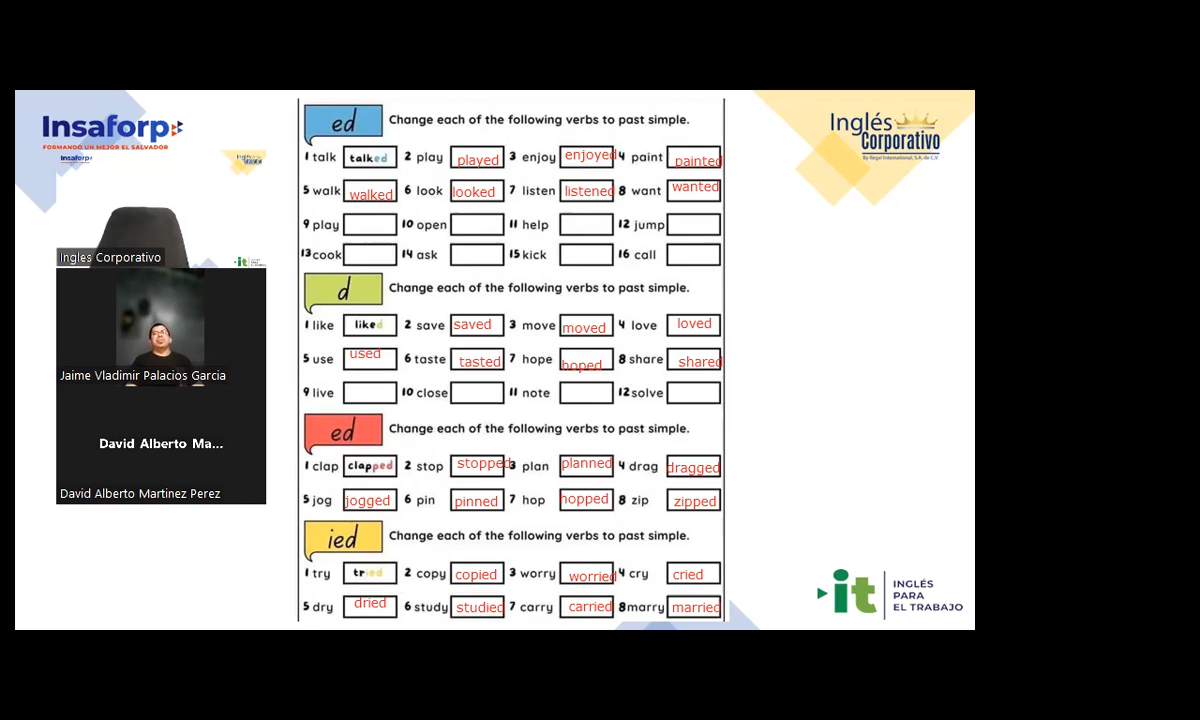 Insaforp
FORMANDO UN MEJOR EL SALVADOR
Insaforp
Inglés
Corporativo
By Regal International, S.A. de C.V.
ed Change each of the following verbs to past simple.
1 talk talked 2 play played 3 enjoy enjoyed 4 paint painted
5 walk walked 6 look looked 7 listen listened 8 want wanted
9 play 10 open 11 help 12 jump
13 cook 14 ask 15 kick 16 call
d Change each of the following verbs to past simple.
1 like liked 2 save saved 3 move moved 4 love loved
5 use used 6 taste tasted 7 hope hoped 8 share shared
9 live 10 close 11 note 12 solve
ed Change each of the following verbs to past simple.
1 clap clapped 2 stop stopped 3 plan planned 4 drag dragged
5 jog jogged 6 pin pinned 7 hop hopped 8 zip zipped
ied Change each of the following verbs to past simple.
1 try tried 2 copy copied 3 worry worried 4 cry cried
5 dry dried 6 study studied 7 carry carried 8 marry married
Ingles Corporativo
it
Jaime Vladimir Palacios Garcia
David Alberto Ma...
David Alberto Martinez Perez
it
INGLÉS
PARA
EL TRABAJO